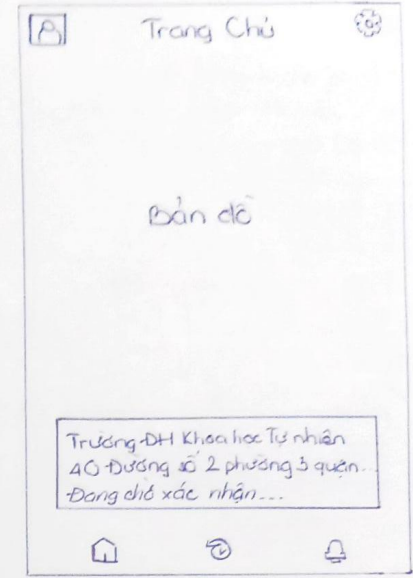 Trang Chủ
Bản đồ
Trường ĐH Khoa học Tự nhiên
40 Đường số 2 phường 3 quận...
Đang chờ xác nhận...